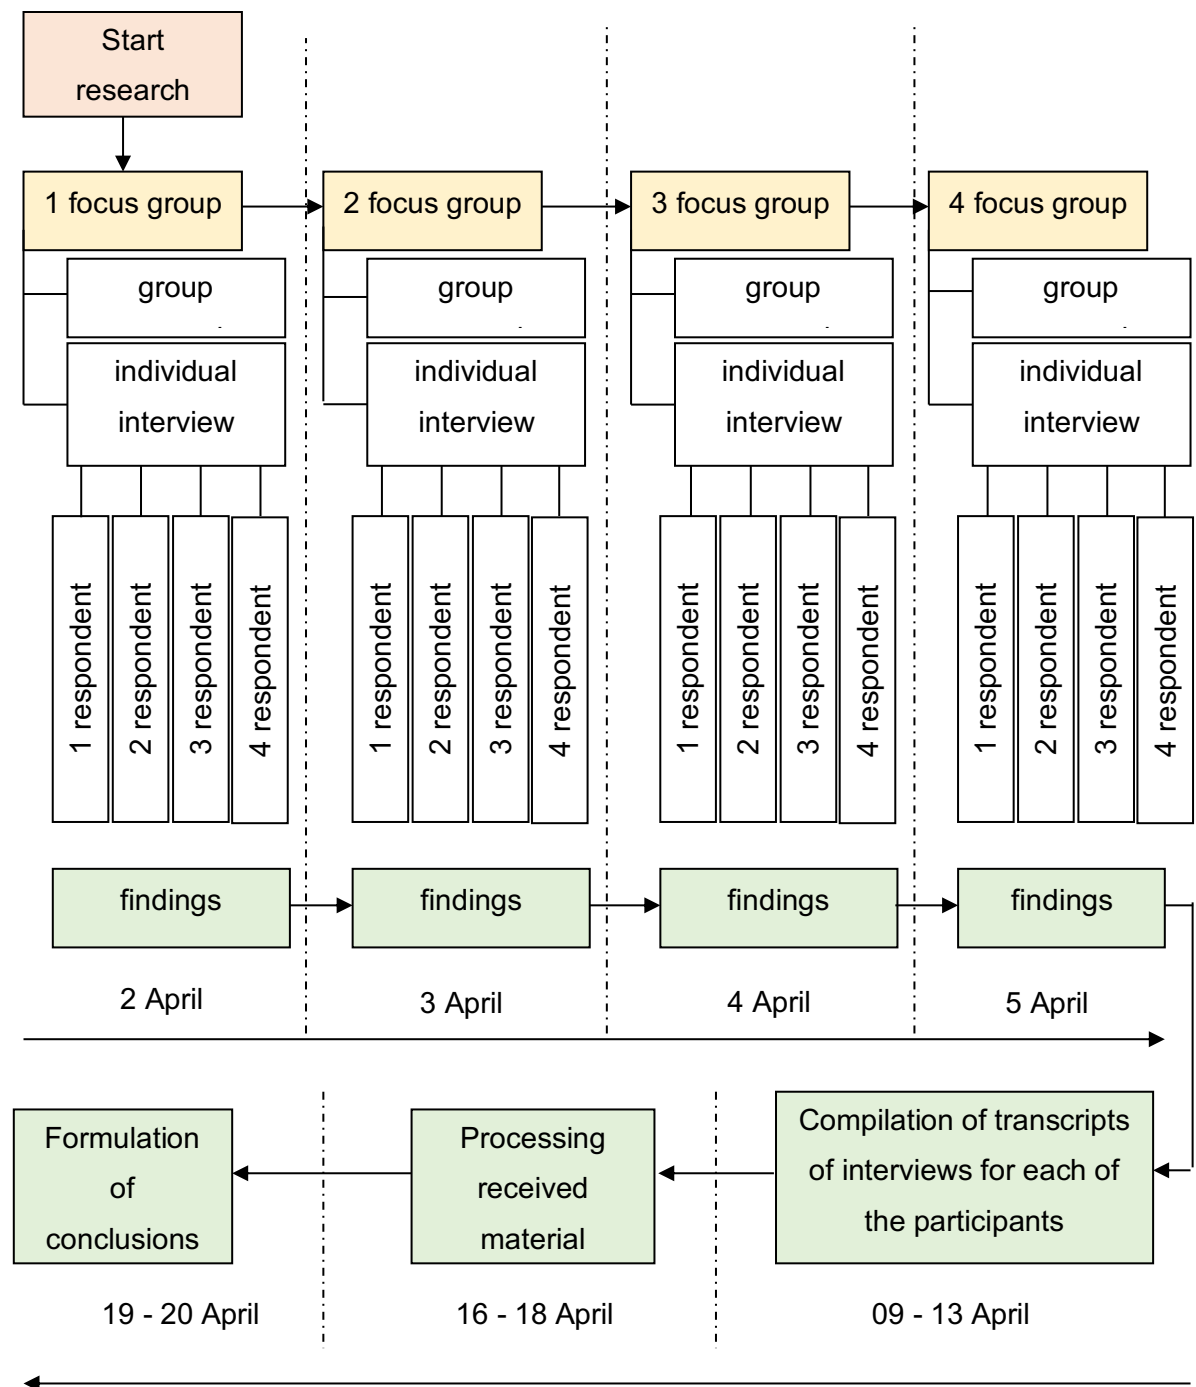 Start
research
1 focus group
2 focus group
3 focus group
4 focus group
group
group
group
group
individual
interview
individual
interview
individual
interview
individual
interview
1 respondent
2 respondent
3 respondent
4 respondent
1 respondent
2 respondent
3 respondent
4 respondent
1 respondent
2 respondent
3 respondent
4 respondent
1 respondent
2 respondent
3 respondent
4 respondent
findings
findings
findings
findings
2 April
3 April
4 April
5 April
Formulation
of
conclusions
Processing
received
material
Compilation of transcripts
of interviews for each of
the participants
19 - 20 April
16 - 18 April
09 - 13 April